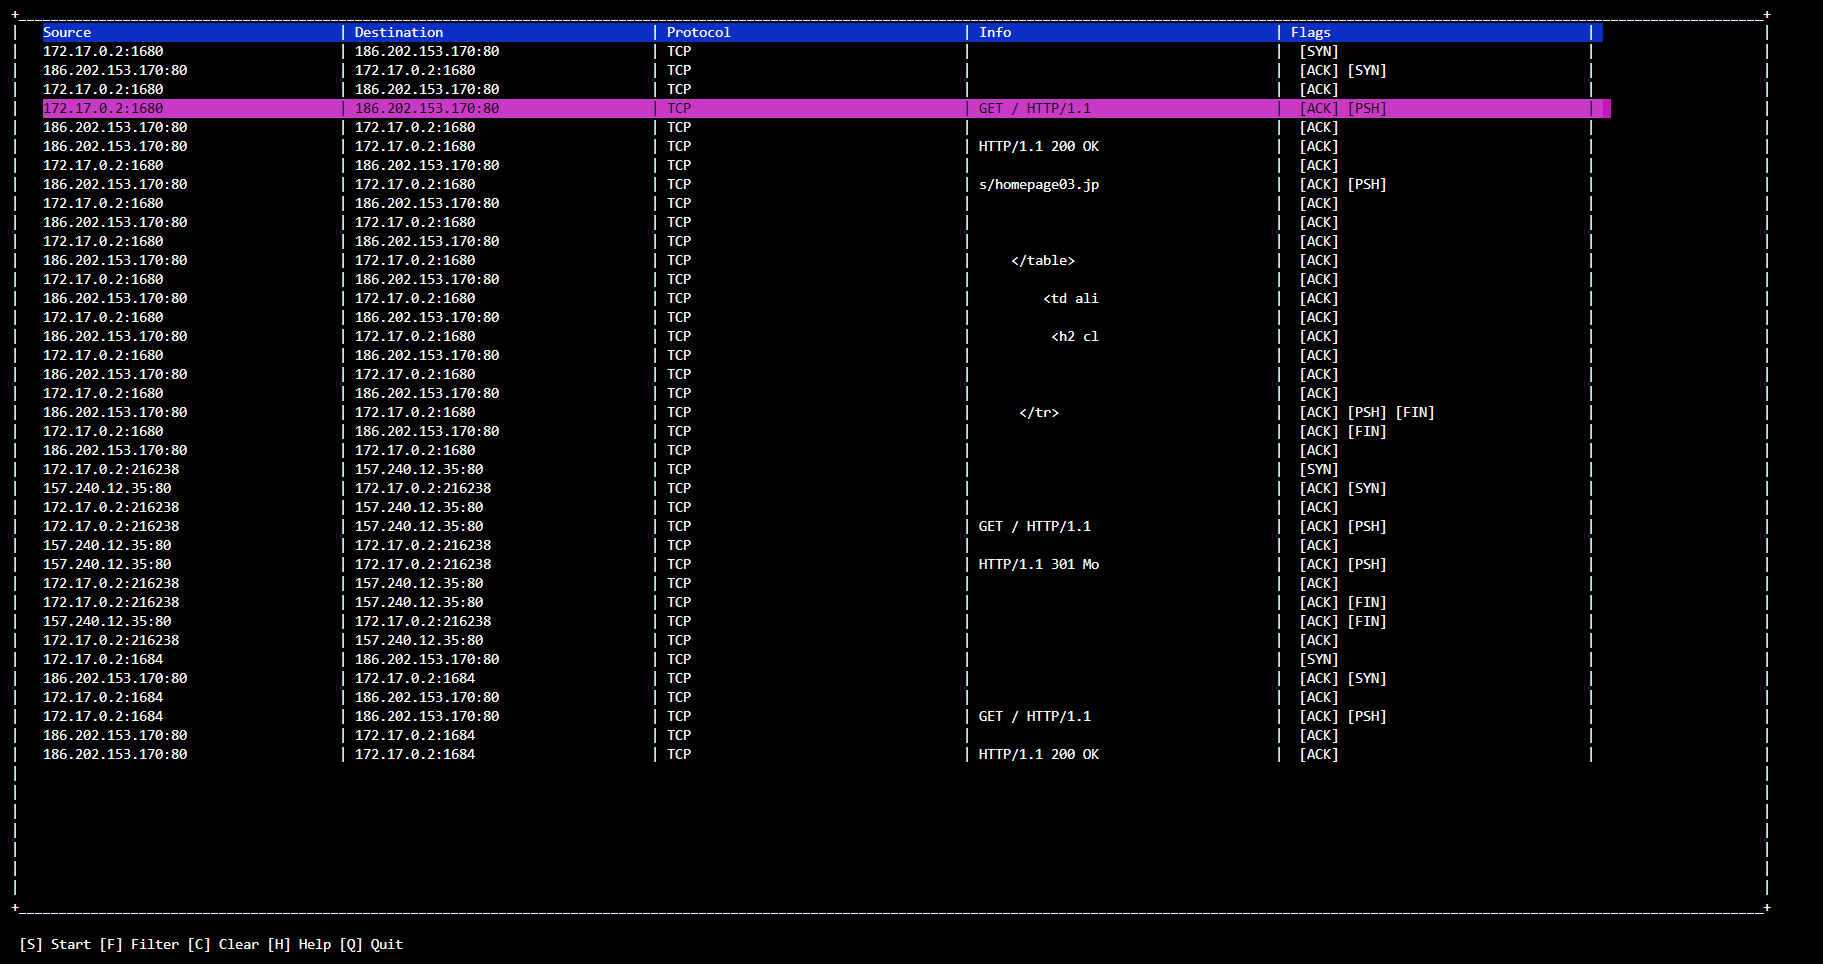 Source | Destination | Protocol | Info | Flags |
172.17.0.2:1680 | 186.202.153.170:80 | TCP | | [SYN] |
186.202.153.170:80 | 172.17.0.2:1680 | TCP | | [ACK] [SYN] |
172.17.0.2:1680 | 186.202.153.170:80 | TCP | | [ACK] |
172.17.0.2:1680 | 186.202.153.170:80 | TCP | GET / HTTP/1.1 | [ACK] [PSH] |
186.202.153.170:80 | 172.17.0.2:1680 | TCP | | [ACK] |
186.202.153.170:80 | 172.17.0.2:1680 | TCP | HTTP/1.1 200 OK | [ACK] |
172.17.0.2:1680 | 186.202.153.170:80 | TCP | | [ACK] |
186.202.153.170:80 | 172.17.0.2:1680 | TCP | s/homepage03.jp | [ACK] [PSH] |
172.17.0.2:1680 | 186.202.153.170:80 | TCP | | [ACK] |
186.202.153.170:80 | 172.17.0.2:1680 | TCP | | [ACK] |
172.17.0.2:1680 | 186.202.153.170:80 | TCP | | [ACK] |
186.202.153.170:80 | 172.17.0.2:1680 | TCP | </table> | [ACK] |
172.17.0.2:1680 | 186.202.153.170:80 | TCP | | [ACK] |
186.202.153.170:80 | 172.17.0.2:1680 | TCP | <td ali | [ACK] |
172.17.0.2:1680 | 186.202.153.170:80 | TCP | | [ACK] |
186.202.153.170:80 | 172.17.0.2:1680 | TCP | <h2 cl | [ACK] |
172.17.0.2:1680 | 186.202.153.170:80 | TCP | | [ACK] |
186.202.153.170:80 | 172.17.0.2:1680 | TCP | | [ACK] |
172.17.0.2:1680 | 186.202.153.170:80 | TCP | | [ACK] |
186.202.153.170:80 | 172.17.0.2:1680 | TCP | </tr> | [ACK] [PSH] [FIN] |
172.17.0.2:1680 | 186.202.153.170:80 | TCP | | [ACK] [FIN] |
186.202.153.170:80 | 172.17.0.2:1680 | TCP | | [ACK] |
172.17.0.2:216238 | 157.240.12.35:80 | TCP | | [SYN] |
157.240.12.35:80 | 172.17.0.2:216238 | TCP | | [ACK] [SYN] |
172.17.0.2:216238 | 157.240.12.35:80 | TCP | | [ACK] |
172.17.0.2:216238 | 157.240.12.35:80 | TCP | GET / HTTP/1.1 | [ACK] [PSH] |
157.240.12.35:80 | 172.17.0.2:216238 | TCP | | [ACK] |
157.240.12.35:80 | 172.17.0.2:216238 | TCP | HTTP/1.1 301 Mo | [ACK] [PSH] |
172.17.0.2:216238 | 157.240.12.35:80 | TCP | | [ACK] |
172.17.0.2:216238 | 157.240.12.35:80 | TCP | | [ACK] [FIN] |
157.240.12.35:80 | 172.17.0.2:216238 | TCP | | [ACK] [FIN] |
172.17.0.2:216238 | 157.240.12.35:80 | TCP | | [ACK] |
172.17.0.2:1684 | 186.202.153.170:80 | TCP | | [SYN] |
186.202.153.170:80 | 172.17.0.2:1684 | TCP | | [ACK] [SYN] |
172.17.0.2:1684 | 186.202.153.170:80 | TCP | | [ACK] |
172.17.0.2:1684 | 186.202.153.170:80 | TCP | GET / HTTP/1.1 | [ACK] [PSH] |
186.202.153.170:80 | 172.17.0.2:1684 | TCP | | [ACK] |
186.202.153.170:80 | 172.17.0.2:1684 | TCP | HTTP/1.1 200 OK | [ACK] |
[S] Start [F] Filter [C] Clear [H] Help [Q] Quit